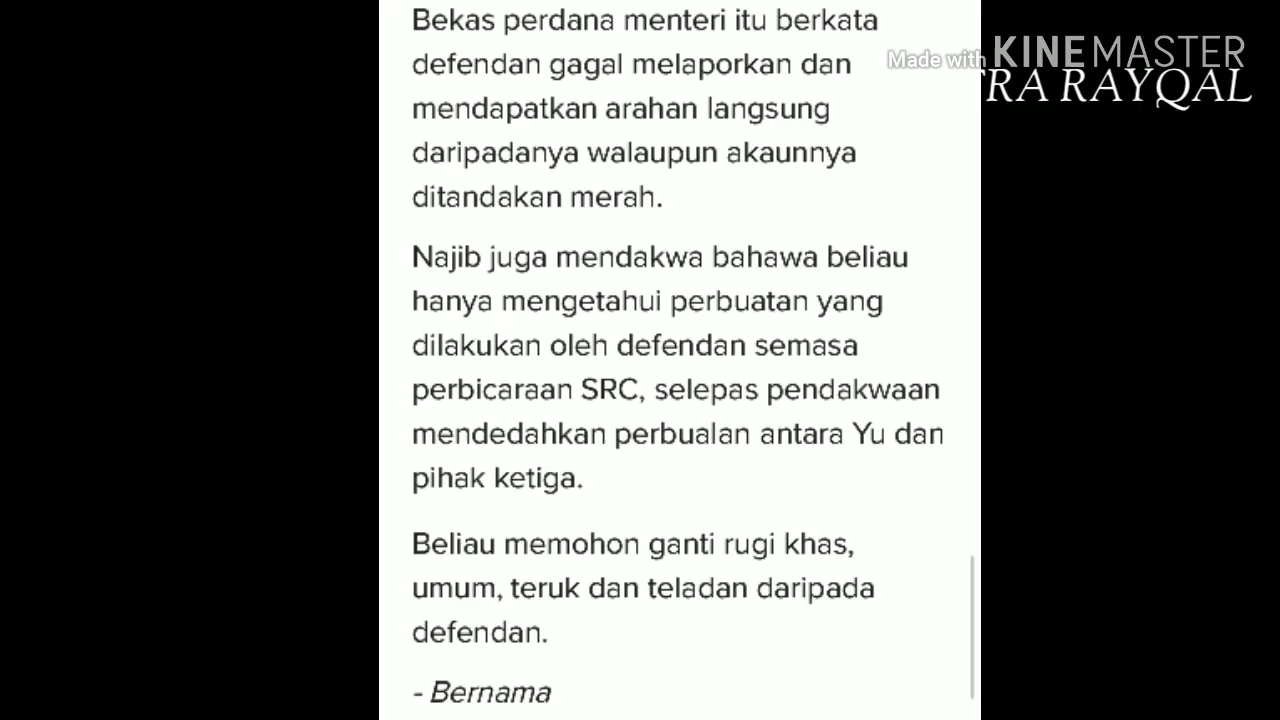 Bekas perdana menteri itu berkata
defendan gagal melaporkan dan
mendapatkan arahan langsung
daripadanya walaupun akaunnya
ditandakan merah.
Najib juga mendakwa bahawa beliau
hanya mengetahui perbuatan yang
dilakukan oleh defendan semasa
perbicaraan SRC, selepas pendakwaan
mendedahkan perbualan antara Yu dan
pihak ketiga.
Beliau memohon ganti rugi khas,
umum, teruk dan teladan daripada
defendan.
- Bernama
Made with KINEMASTER
RAYQAL